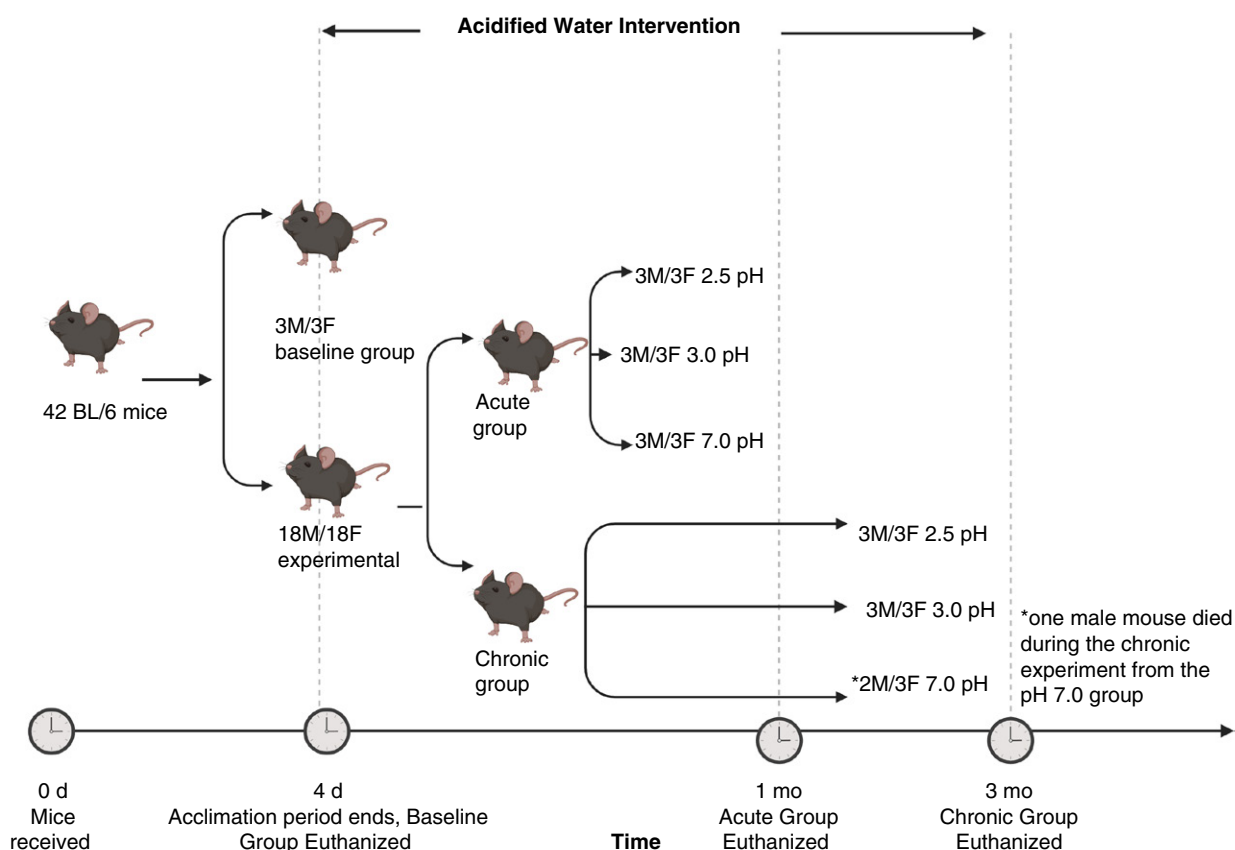 Acidified Water Intervention
42 BL/6 mice
3M/3F
baseline group
18M/18F
experimental
Acute
group
Chronic
group
3M/3F 2.5 pH
3M/3F 3.0 pH
3M/3F 7.0 pH
3M/3F 2.5 pH
3M/3F 3.0 pH
*2M/3F 7.0 pH
*one male mouse died
during the chronic
experiment from the
pH 7.0 group
0 d
Mice
received
4 d
Acclimation period ends, Baseline
Group Euthanized
Time
1 mo
Acute Group
Euthanized
3 mo
Chronic Group
Euthanized